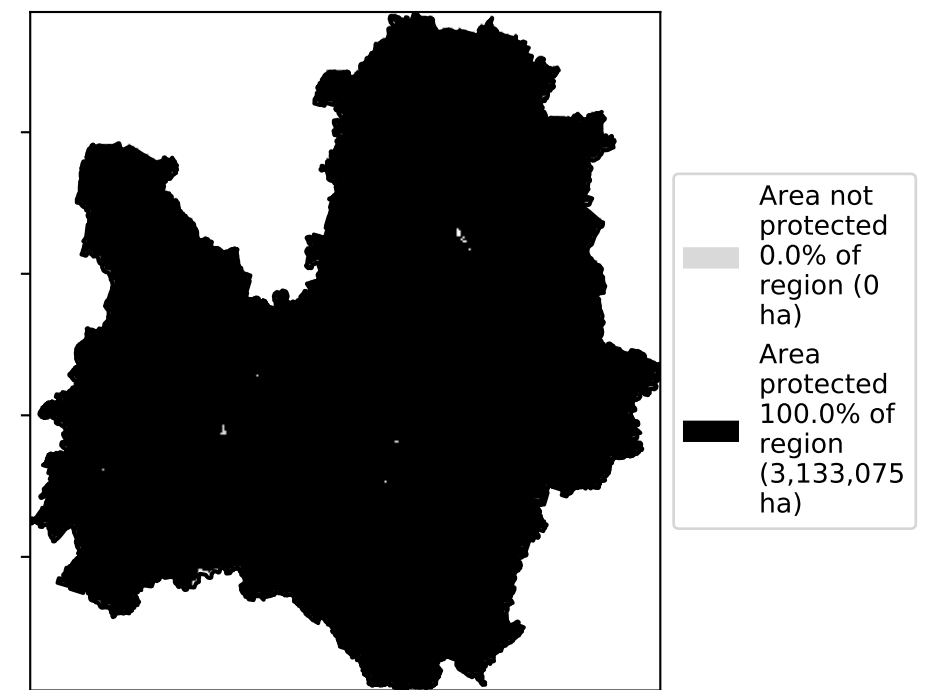 Area not
protected
0.0% of
region (0
ha)
Area
protected
100.0% of
region
(3,133,075
ha)